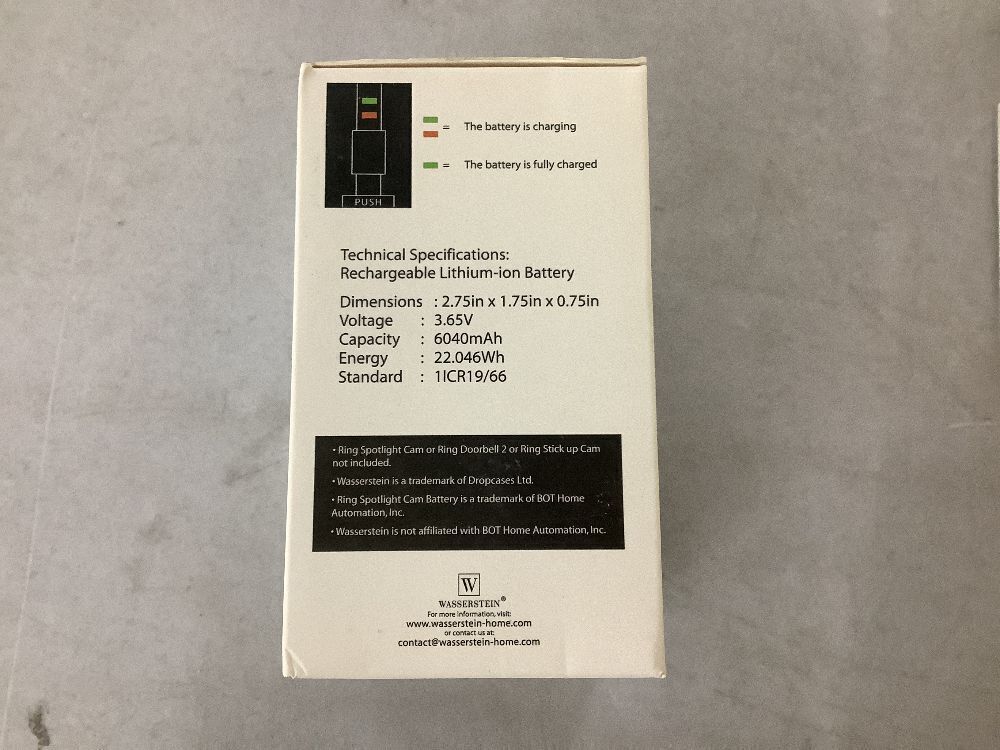 PUSH
= The battery is charging
= The battery is fully charged
Technical Specifications:
Rechargeable Lithium-ion Battery
Dimensions : 2.75in x 1.75in x 0.75in
Voltage : 3.65V
Capacity : 6040mAh
Energy : 22.046Wh
Standard : 1ICR19/66
• Ring Spotlight Cam or Ring Doorbell 2 or Ring Stick up Cam
not included.
• Wasserstein is a trademark of Dropcases Ltd.
• Ring Spotlight Cam Battery is a trademark of BOT Home
Automation, Inc.
• Wasserstein is not affiliated with BOT Home Automation, Inc.
W
WASSERSTEIN®
For more information, visit:
www.wasserstein-home.com
or contact us at:
contact@wasserstein-home.com